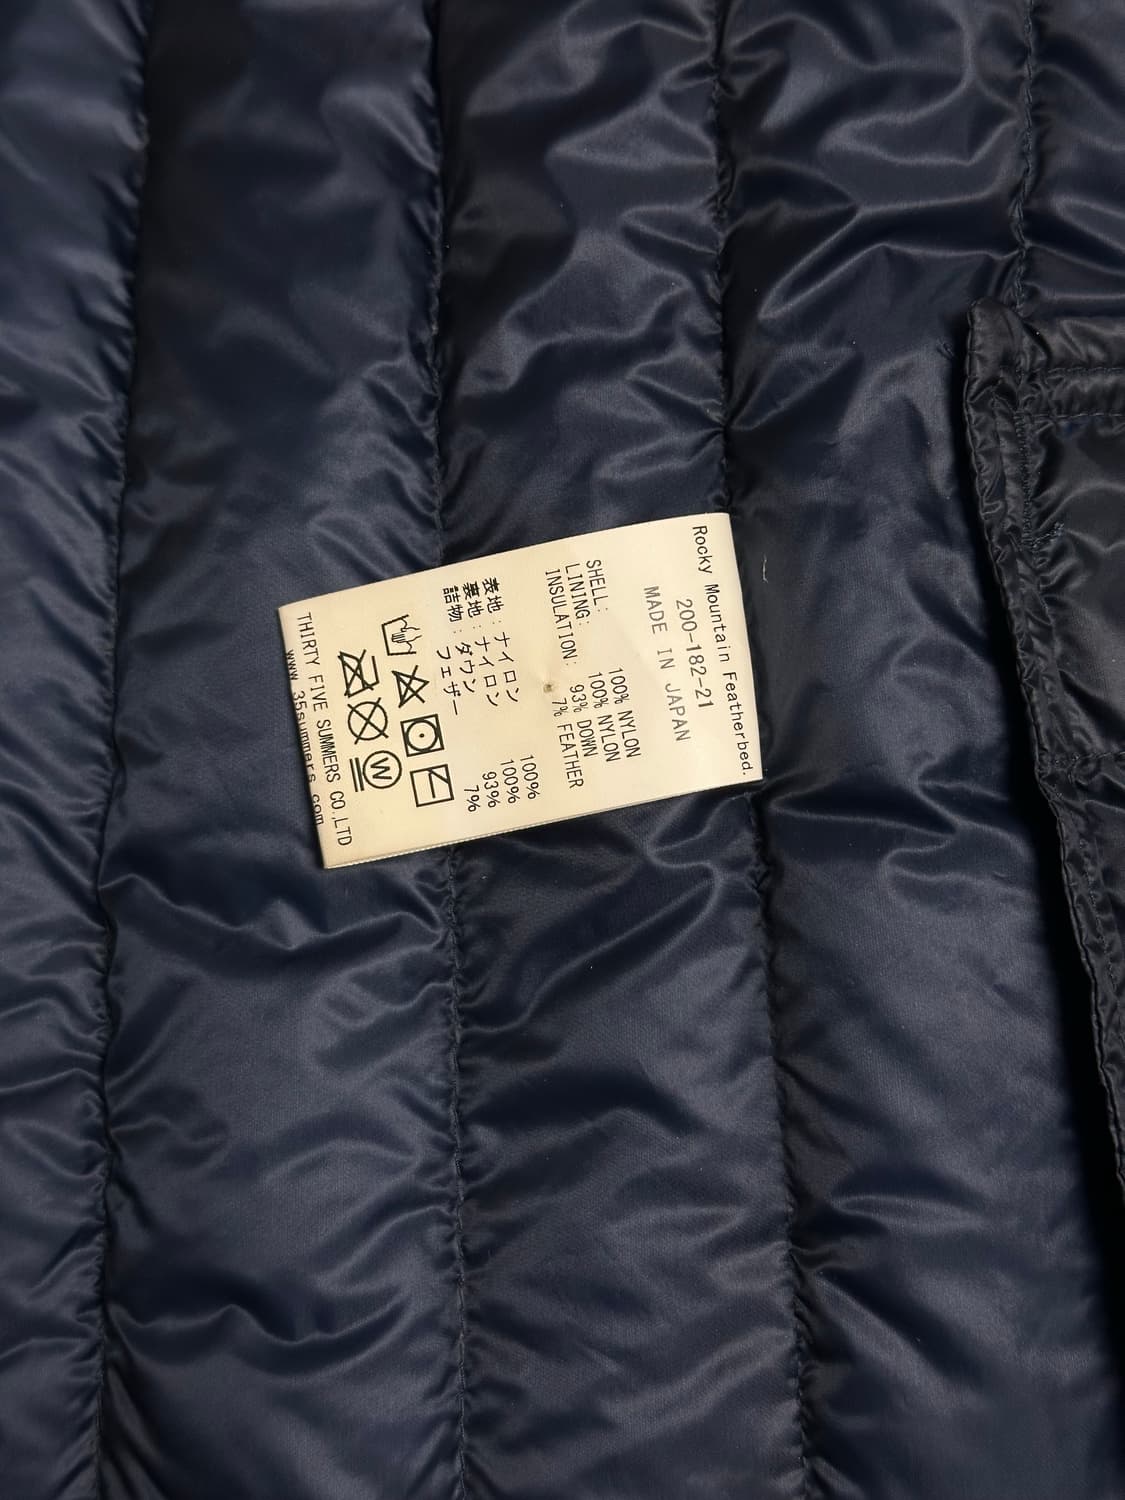 Rocky Mountain Featherbed.
200-182-21
MADE IN JAPAN
SHELL: 100% NYLON
LINING: 100% NYLON
INSULATION: 93% DOWN
7% FEATHER
表地:ナイロン 100%
裏地:ナイロン 100%
詰物:ダウン 93%
フェザー 7%
W
THIRTY FIVE SUMMERS CO.,LTD
www.35summers.com